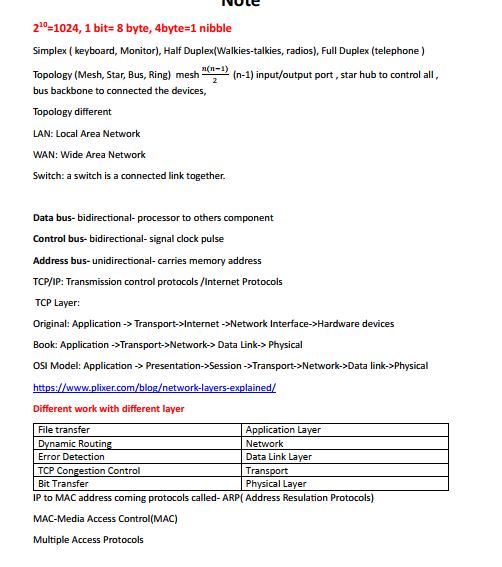 Note
2^10=1024, 1 bit= 8 byte, 4byte=1 nibble
Simplex ( keyboard, Monitor), Half Duplex(Walkies-talkies, radios), Full Duplex (telephone )
Topology (Mesh, Star, Bus, Ring) mesh n(n−1)/2 (n-1) input/output port , star hub to control all ,
bus backbone to connected the devices,
Topology different
LAN: Local Area Network
WAN: Wide Area Network
Switch: a switch is a connected link together.
Data bus- bidirectional- processor to others component
Control bus- bidirectional- signal clock pulse
Address bus- unidirectional- carries memory address
TCP/IP: Transmission control protocols /Internet Protocols
TCP Layer:
Original: Application -> Transport->Internet ->Network Interface->Hardware devices
Book: Application ->Transport->Network-> Data Link-> Physical
OSI Model: Application -> Presentation->Session ->Transport->Network->Data link->Physical
https://www.plixer.com/blog/network-layers-explained/
Different work with different layer
File transfer Application Layer
Dynamic Routing Network
Error Detection Data Link Layer
TCP Congestion Control Transport
Bit Transfer Physical Layer
IP to MAC address coming protocols called- ARP( Address Resulation Protocols)
MAC-Media Access Control(MAC)
Multiple Access Protocols